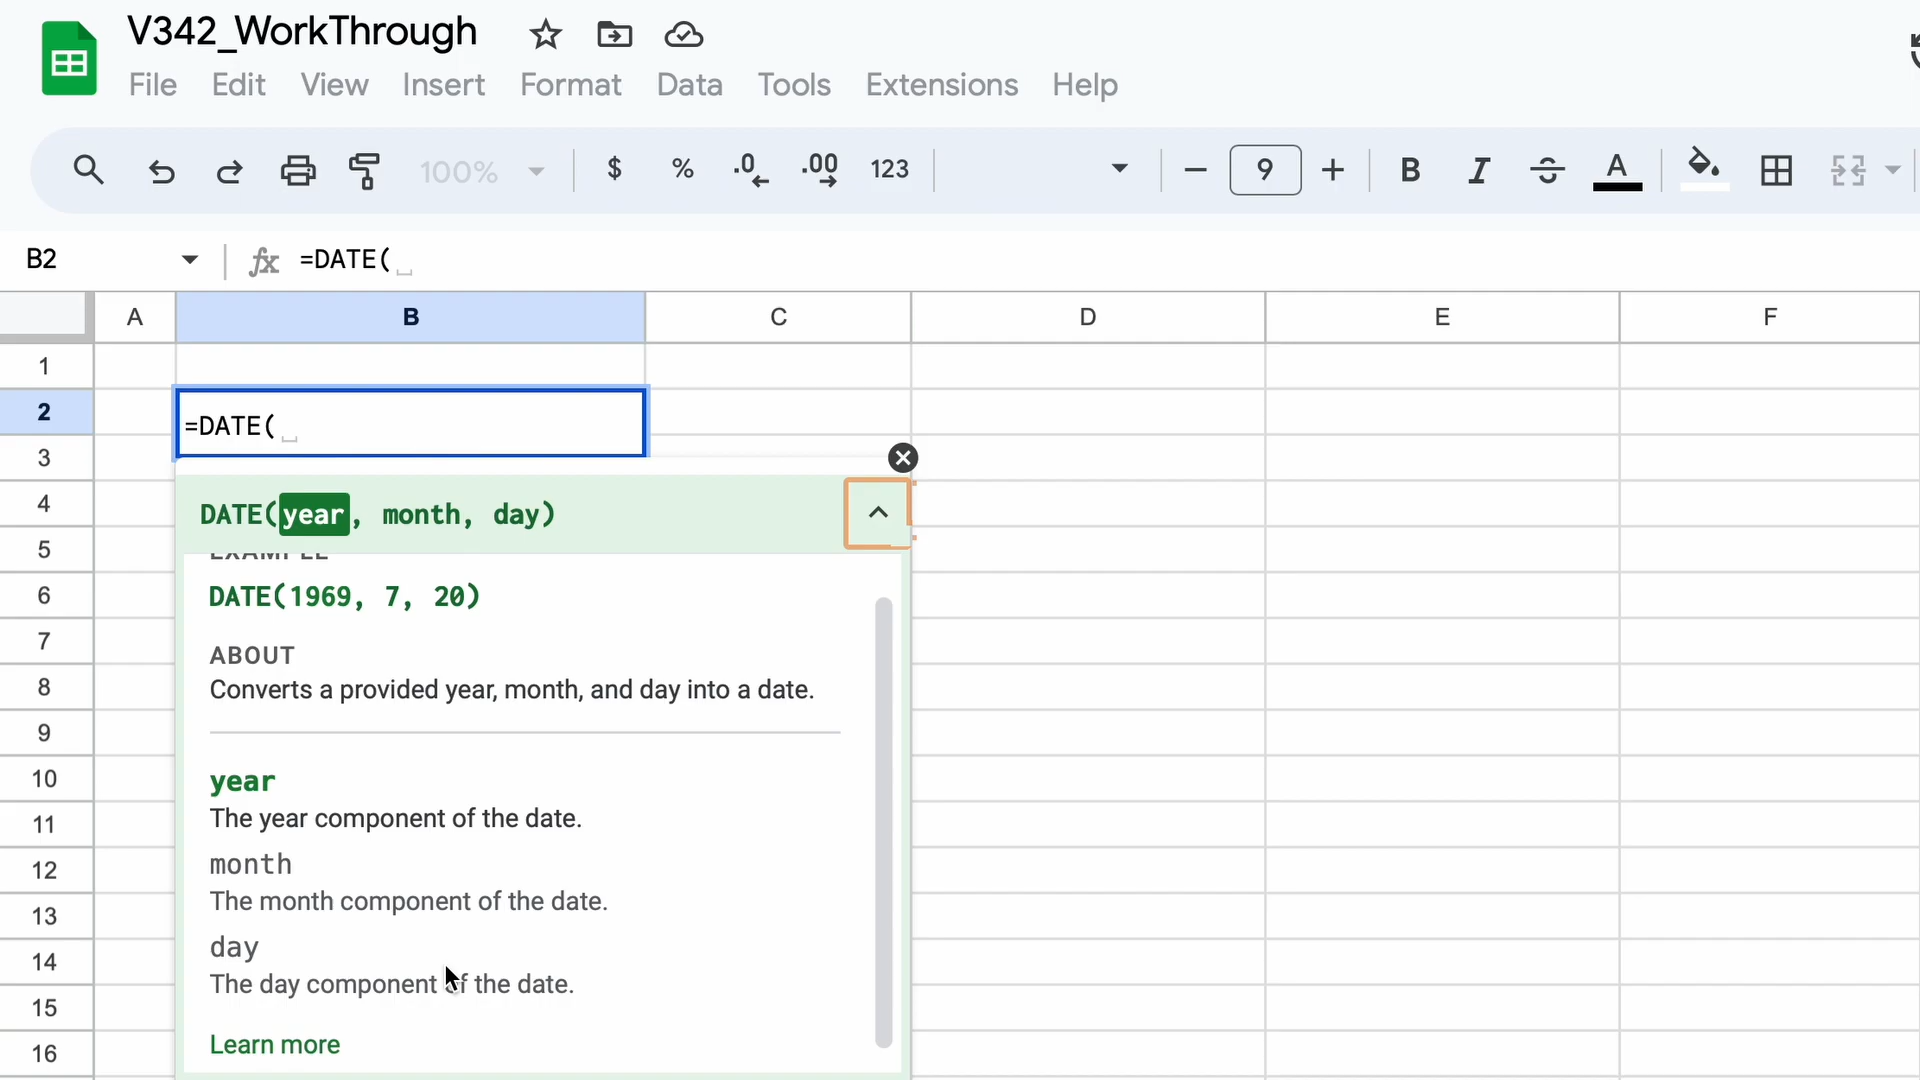 V342_WorkThrough
File Edit View Insert Format Data Tools Extensions Help
100% $ % .0 .00 123 9 B I S A
B2 fx =DATE(
A B C D E F
1
2 =DATE(
3
4 DATE(year, month, day)
5 EXAMPLE
6 DATE(1969, 7, 20)
7 ABOUT
8 Converts a provided year, month, and day into a date.
9
10 year
11 The year component of the date.
12 month
13 The month component of the date.
14 day
15 The day component of the date.
16 Learn more